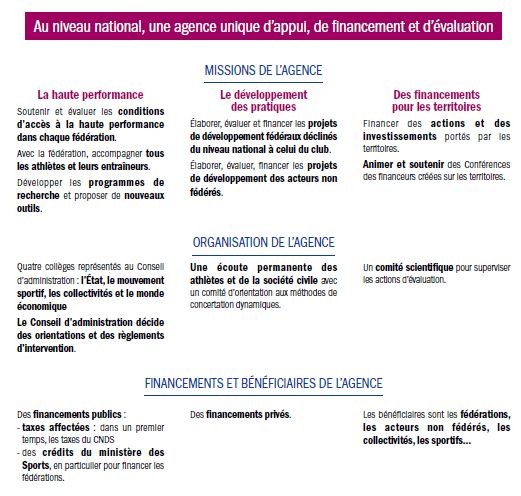 Au niveau national, une agence unique d'appui, de financement et d'évaluation
MISSIONS DE L'AGENCE
La haute performance
Soutenir et évaluer les conditions
d'accès à la haute performance
dans chaque fédération.
Avec la fédération, accompagner tous
les athlètes et leurs entraîneurs.
Développer les programmes de
recherche et proposer de nouveaux
outils.
Le développement
des pratiques
Élaborer, évaluer et financer les projets
de développement fédéraux déclinés
du niveau national à celui du club.
Élaborer, évaluer, financer les projets
de développement des acteurs non
fédérés.
Des financements
pour les territoires
Financer des actions et des
investissements portés par les
territoires.
Animer et soutenir des Conférences
des financeurs créées sur les territoires.
ORGANISATION DE L'AGENCE
Quatre collèges représentés au Conseil
d'administration : l'État, le mouvement
sportif, les collectivités et le monde
économique
Le Conseil d'administration décide
des orientations et des règlements
d'intervention.
Une écoute permanente des
athlètes et de la société civile avec
un comité d'orientation aux méthodes de
concertation dynamiques.
Un comité scientifique pour superviser
les actions d'évaluation.
FINANCEMENTS ET BÉNÉFICIAIRES DE L'AGENCE
Des financements publics :
- taxes affectées : dans un premier
temps, les taxes du CNDS
- des crédits du ministère des
Sports, en particulier pour financer les
fédérations.
Des financements privés.
Les bénéficiaires sont les fédérations,
les acteurs non fédérés, les
collectivités, les sportifs...